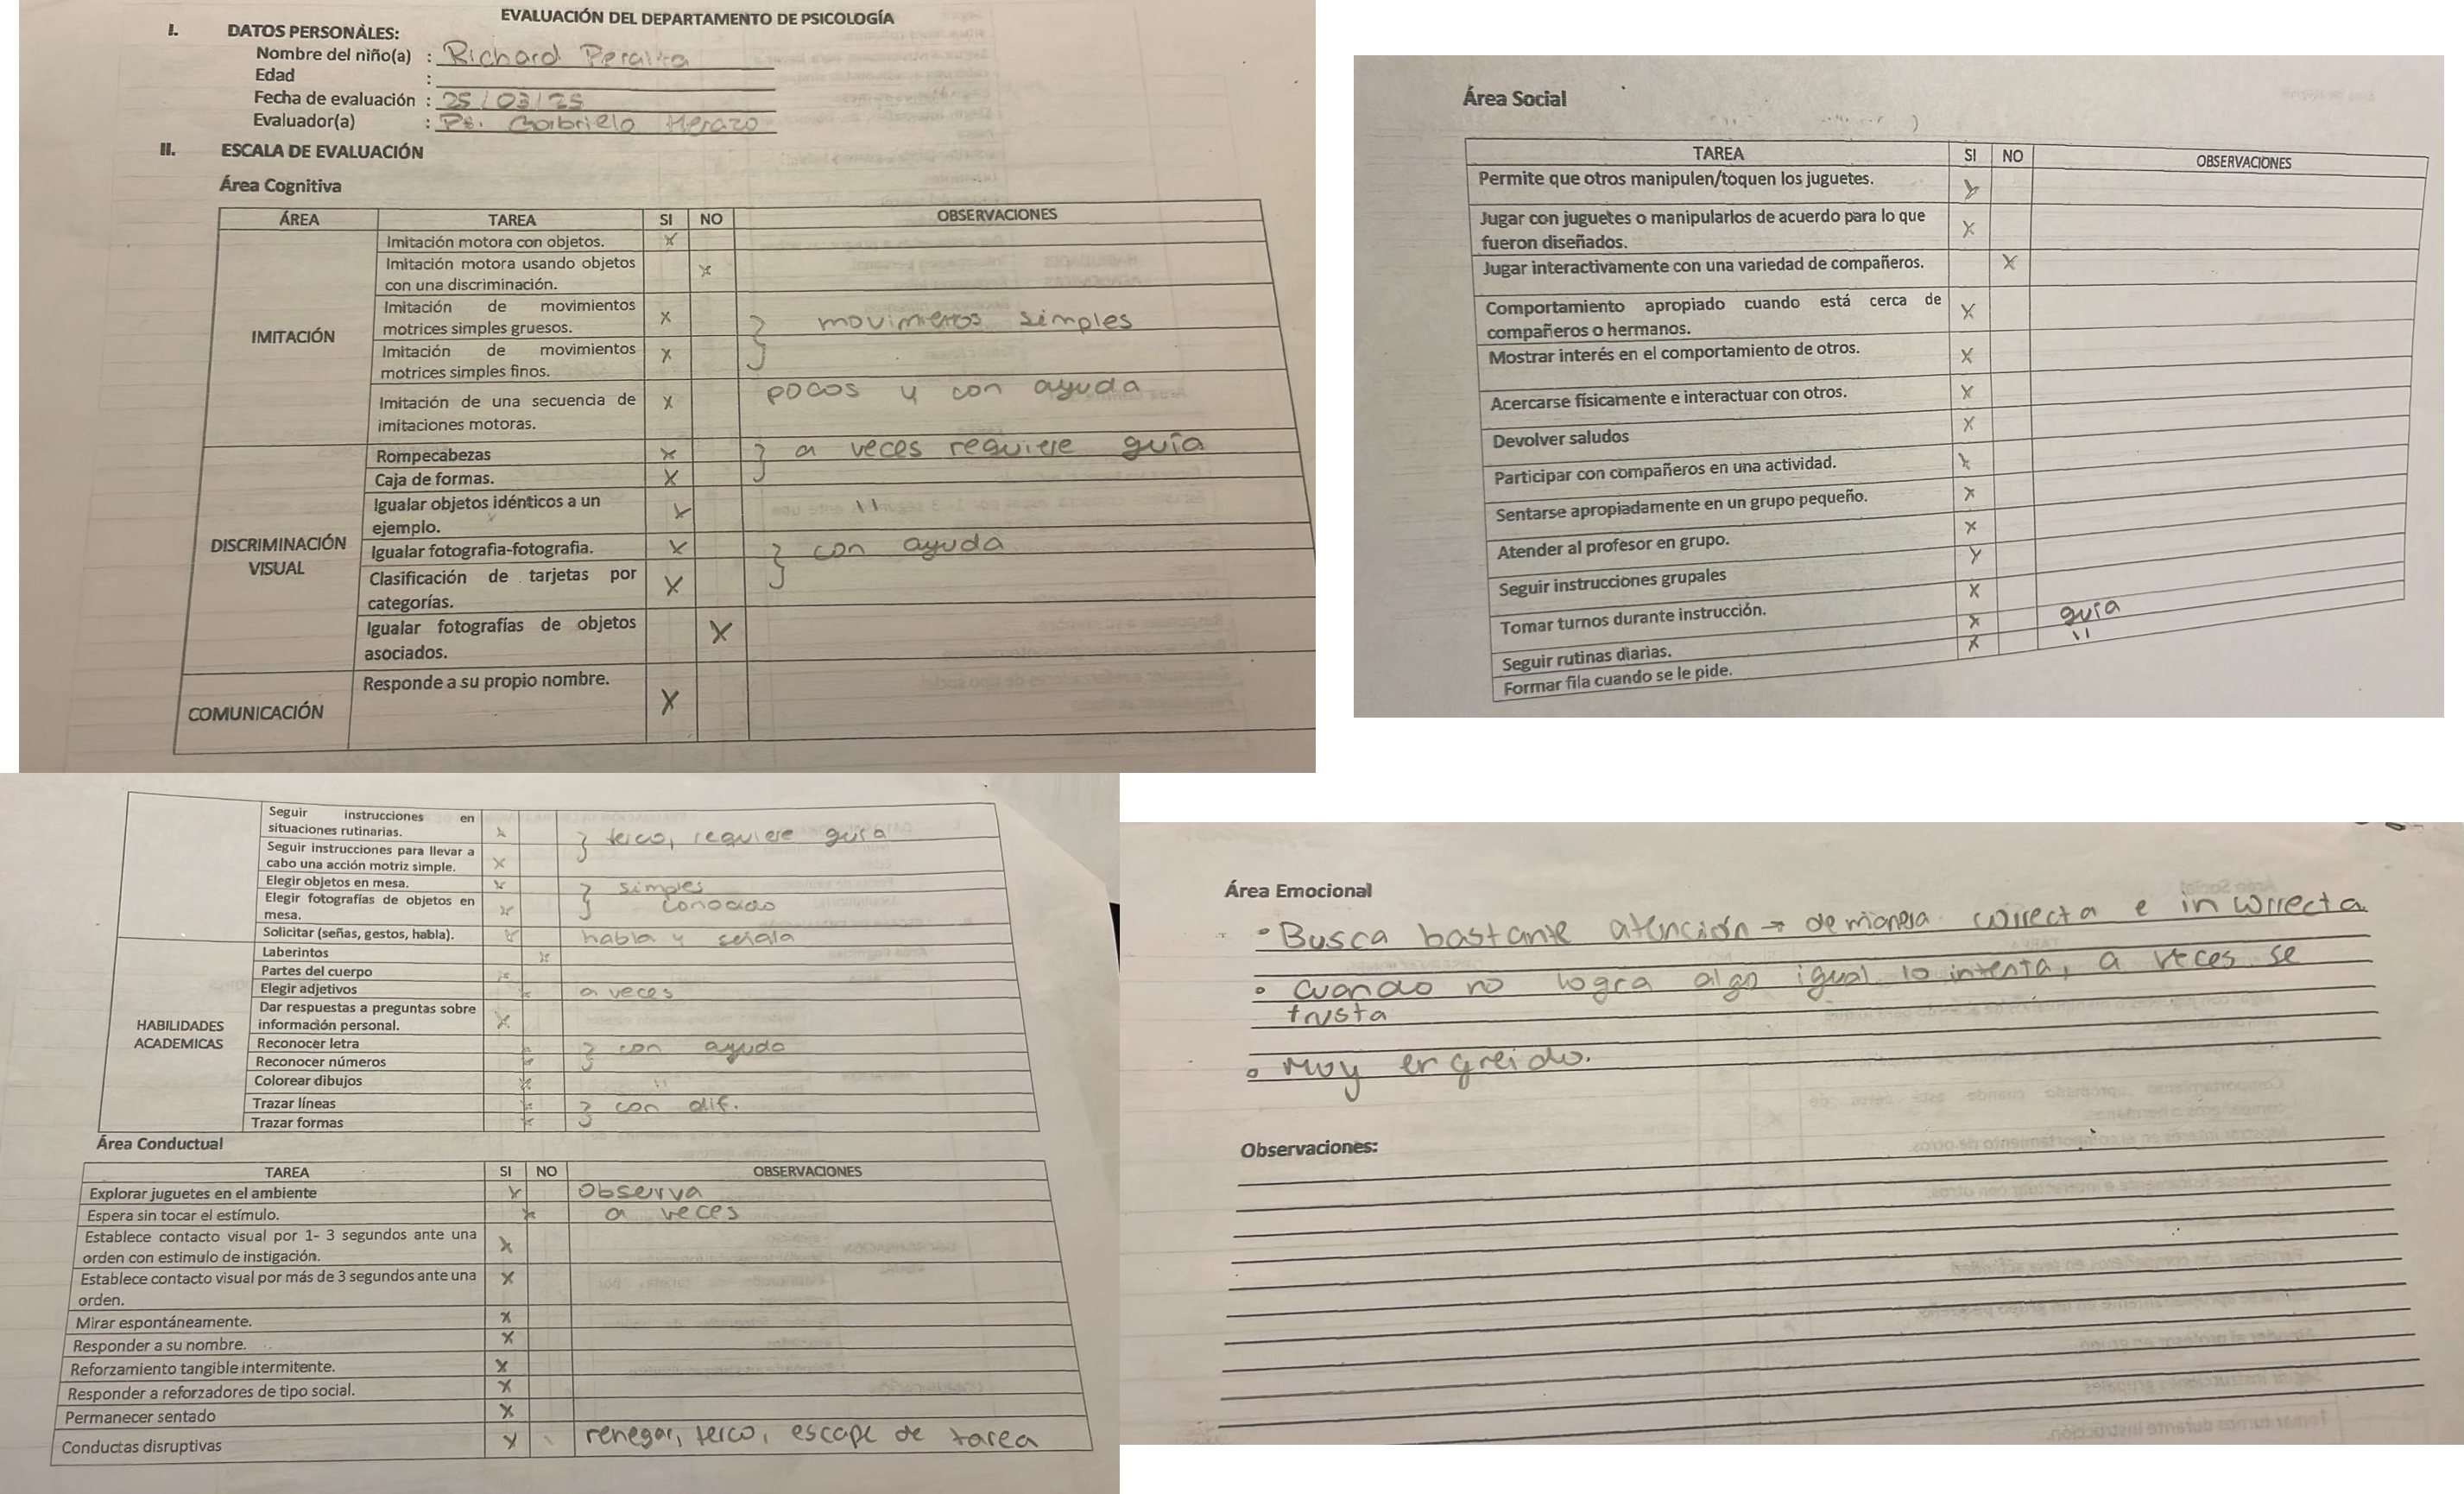 EVALUACIÓN DEL DEPARTAMENTO DE PSICOLOGÍA
I. DATOS PERSONALES:
Nombre del niño(a) : Richard Peralta
Edad :
Fecha de evaluación : 25/03/25
Evaluador(a) : Ps. Gabriela Herazo
II. ESCALA DE EVALUACIÓN
Área Cognitiva
ÁREA TAREA SI NO OBSERVACIONES
IMITACIÓN
Imitación motora con objetos. X
Imitación motora usando objetos
con una discriminación. X
Imitación de movimientos
motrices simples gruesos. X } movimieros simples
Imitación de movimientos
motrices simples finos. X
Imitación de una secuencia de
imitaciones motoras. X pocos y con ayuda
DISCRIMINACIÓN
VISUAL
Rompecabezas X } a veces requiere guía
Caja de formas. X
Igualar objetos idénticos a un
ejemplo. X 11
Igualar fotografia-fotografia. X } con ayuda
Clasificación de tarjetas por
categorías. X
Igualar fotografías de objetos
asociados. X
COMUNICACIÓN
Responde a su propio nombre. X
Seguir instrucciones en
situaciones rutinarias. X } terco, requiere guía
Seguir instrucciones para llevar a
cabo una acción motriz simple. X
Elegir objetos en mesa. X } simples
Elegir fotografías de objetos en
mesa. X conocido
Solicitar (señas, gestos, habla). X habla y señala
HABILIDADES
ACADEMICAS
Laberintos X
Partes del cuerpo X
Elegir adjetivos X a veces
Dar respuestas a preguntas sobre
información personal. X
Reconocer letra X } con ayuda
Reconocer números X
Colorear dibujos X 11
Trazar líneas X } con dif.
Trazar formas X
Área Conductual
TAREA SI NO OBSERVACIONES
Explorar juguetes en el ambiente X Observa
Espera sin tocar el estímulo. X a veces
Establece contacto visual por 1- 3 segundos ante una
orden con estimulo de instigación. X
Establece contacto visual por más de 3 segundos ante una
orden. X
Mirar espontáneamente. X
Responder a su nombre. X
Reforzamiento tangible intermitente. X
Responder a reforzadores de tipo social. X
Permanecer sentado X
Conductas disruptivas X renegar, terco, escape de tarea
Área Social
TAREA SI NO OBSERVACIONES
Permite que otros manipulen/toquen los juguetes. X
Jugar con juguetes o manipularlos de acuerdo para lo que
fueron diseñados. X
Jugar interactivamente con una variedad de compañeros. X
Comportamiento apropiado cuando está cerca de
compañeros o hermanos. X
Mostrar interés en el comportamiento de otros. X
Acercarse físicamente e interactuar con otros. X
Devolver saludos X
Participar con compañeros en una actividad. X
Sentarse apropiadamente en un grupo pequeño. X
Atender al profesor en grupo. X
Seguir instrucciones grupales X
Tomar turnos durante instrucción. X
Seguir rutinas diarias. X guía
Formar fila cuando se le pide. X 11
Área Emocional
• Busca bastante atención → de manera correcta e incorrecta.
• Cuando no logra algo igual lo intenta, a veces se
frusta
• Muy engreido.
Observaciones: